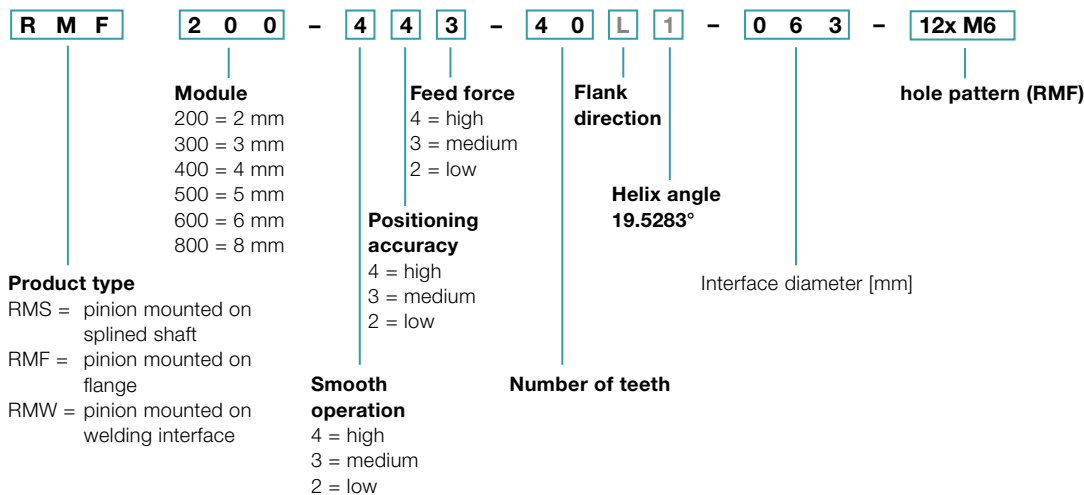 R M F 2 0 0 – 4 4 3 – 4 0 L 1 – 0 6 3 – 12x M6
Module
200 = 2 mm
300 = 3 mm
400 = 4 mm
500 = 5 mm
600 = 6 mm
800 = 8 mm
Feed force
4 = high
3 = medium
2 = low
Flank
direction
hole pattern (RMF)
Helix angle
19.5283°
Positioning
accuracy
4 = high
3 = medium
2 = low
Product type
RMS = pinion mounted on
splined shaft
RMF = pinion mounted on
flange
RMW = pinion mounted on
welding interface
Interface diameter [mm]
Smooth
operation
4 = high
3 = medium
2 = low
Number of teeth